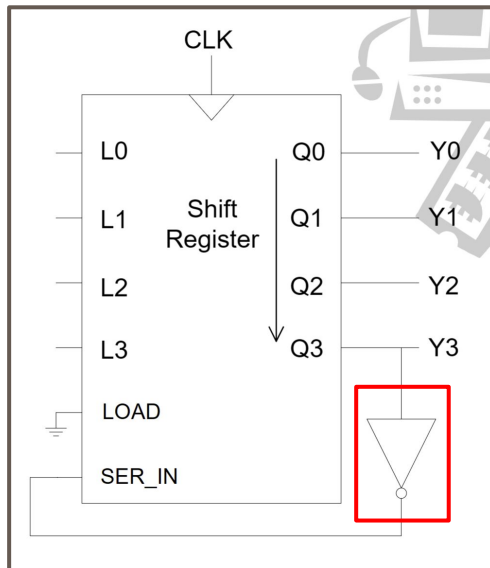 CLK
L0 Q0 Y0
L1 Shift Register Q1 Y1
L2 Q2 Y2
L3 Q3 Y3
LOAD
SER_IN